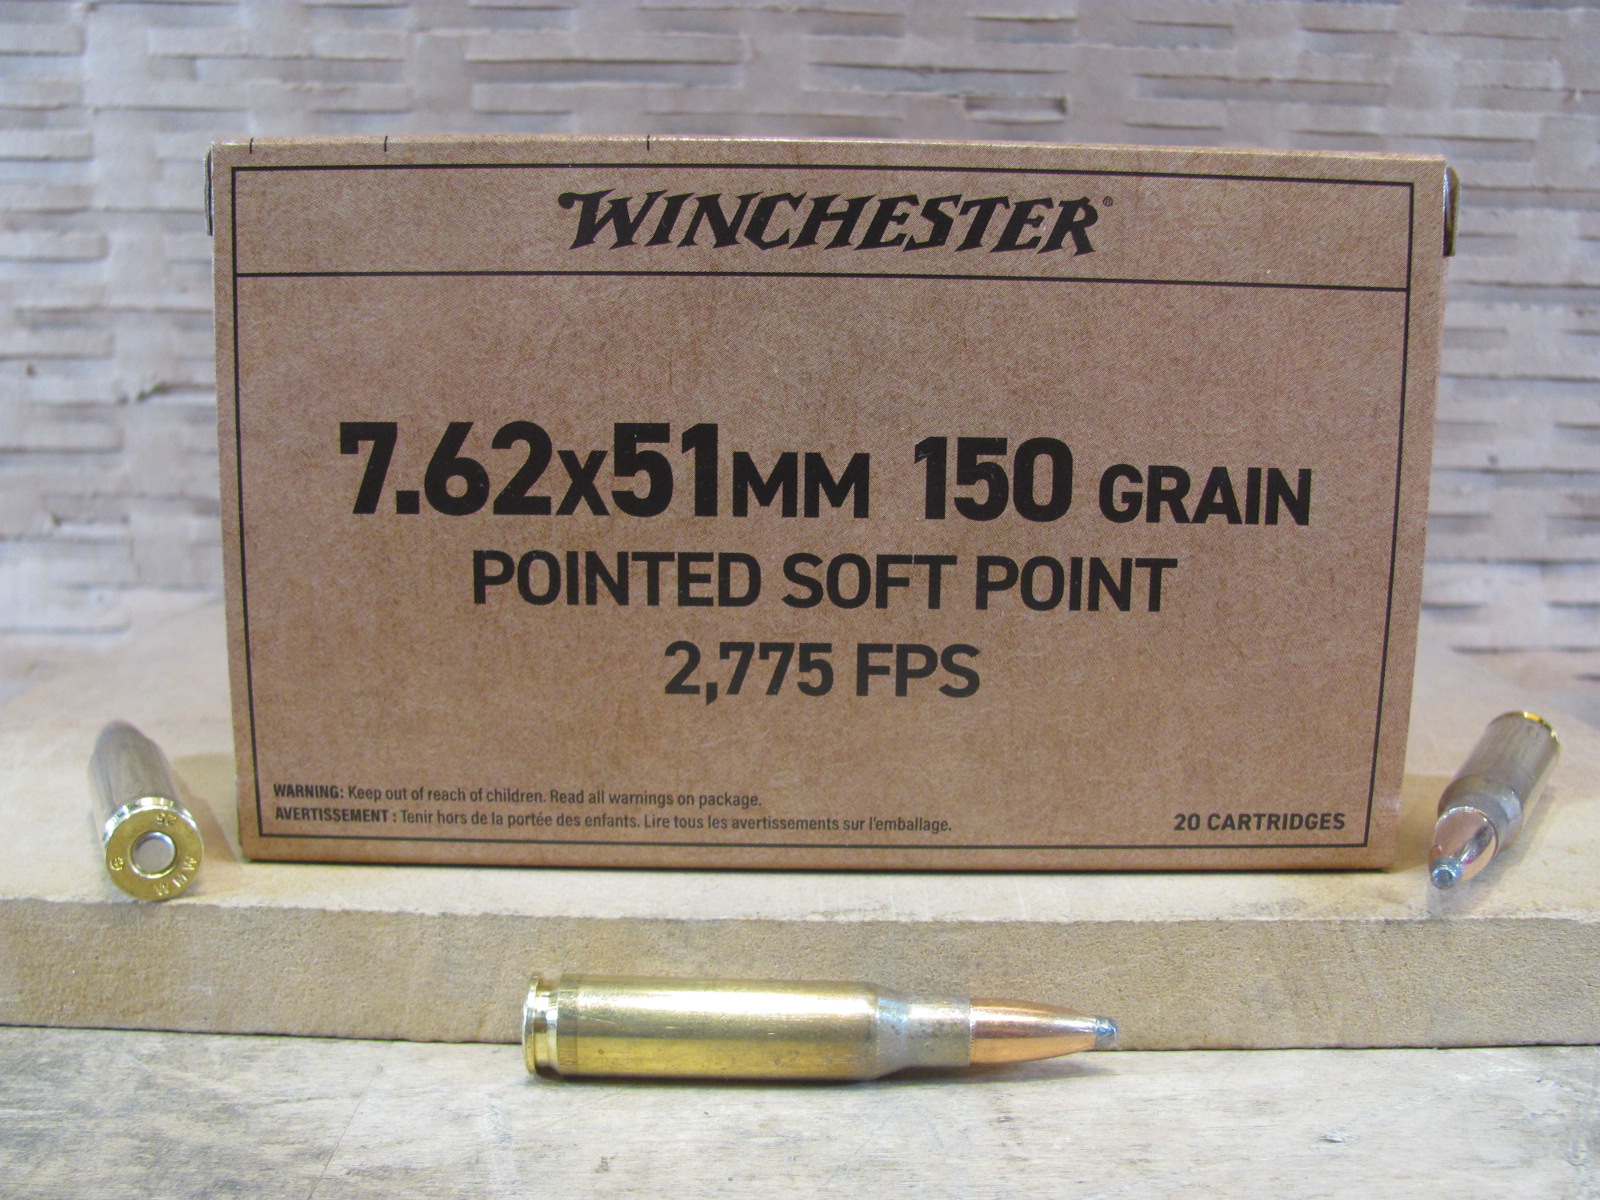 WINCHESTER®
7.62x51MM 150 GRAIN
POINTED SOFT POINT
2,775 FPS
WARNING: Keep out of reach of children. Read all warnings on package.
AVERTISSEMENT : Tenir hors de la portée des enfants. Lire tous les avertissements sur l'emballage.
20 CARTRIDGES